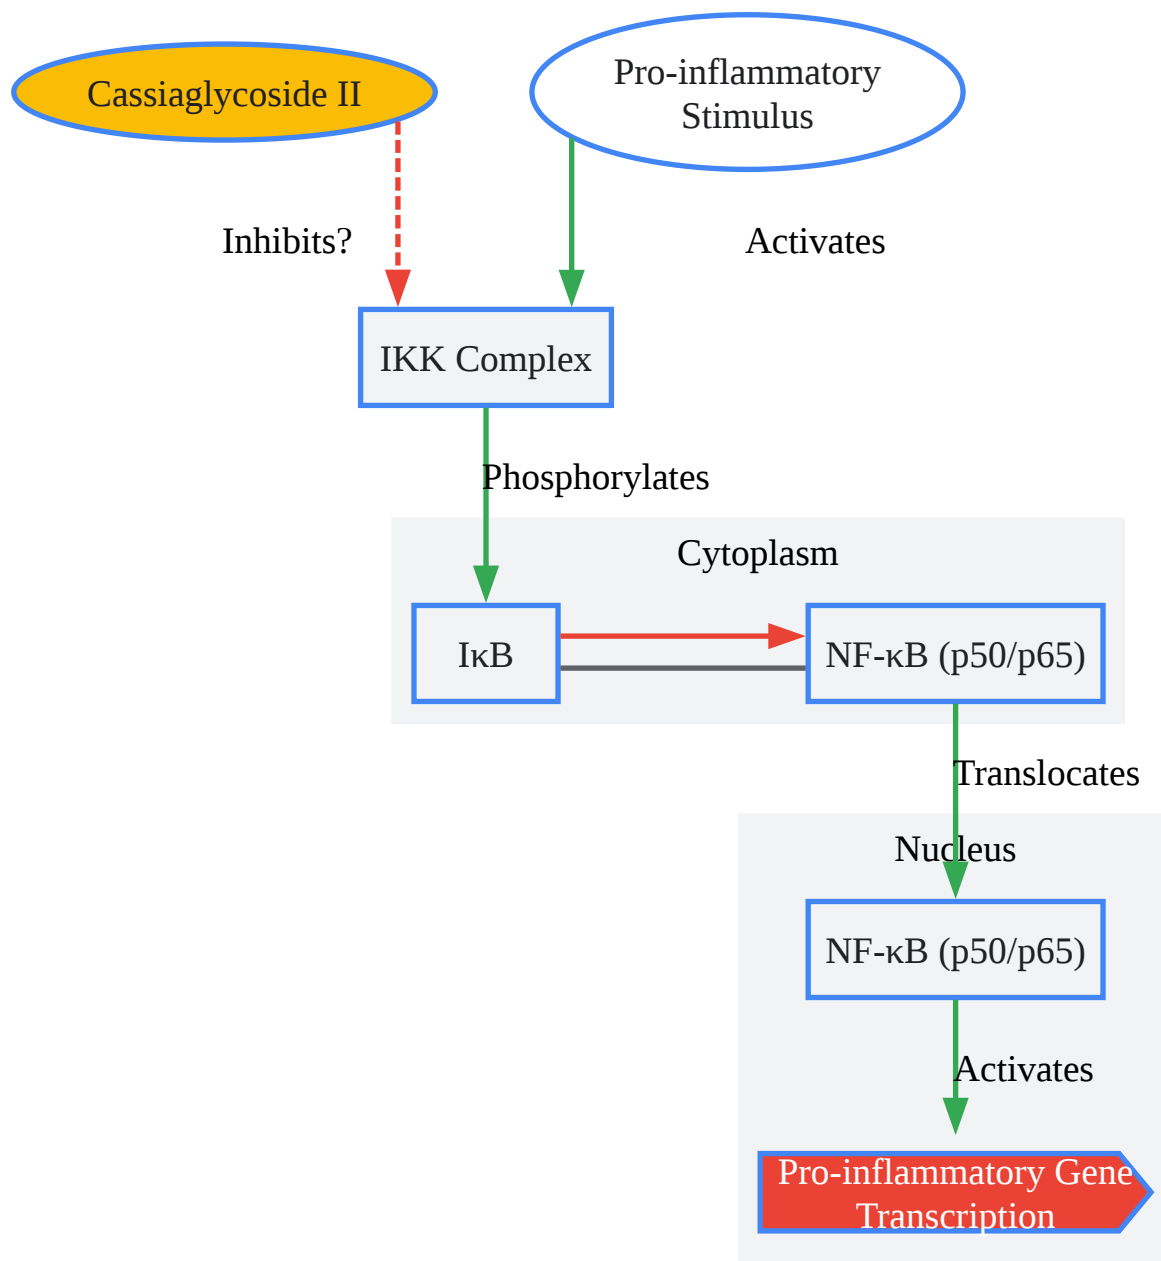 Cassiaglycoside II
Pro-inflammatory
Stimulus
Inhibits?
Activates
IKK Complex
Phosphorylates
Cytoplasm
IκB
NF-κB (p50/p65)
Translocates
Nucleus
NF-κB (p50/p65)
Activates
Pro-inflammatory Gene
Transcription